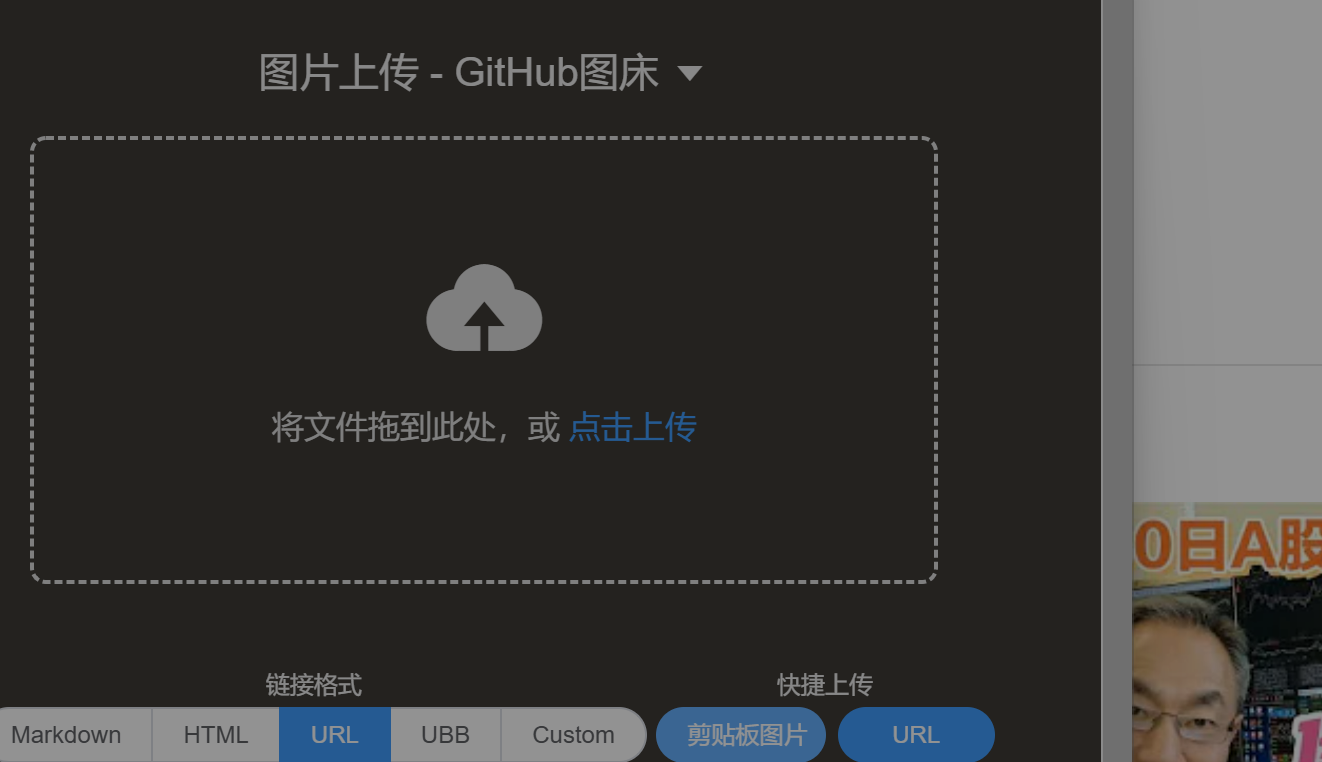 图片上传 - GitHub图床
将文件拖到此处，或 点击上传
0日A股
链接格式
快捷上传
Markdown
HTML
URL
UBB
Custom
剪贴板图片
URL